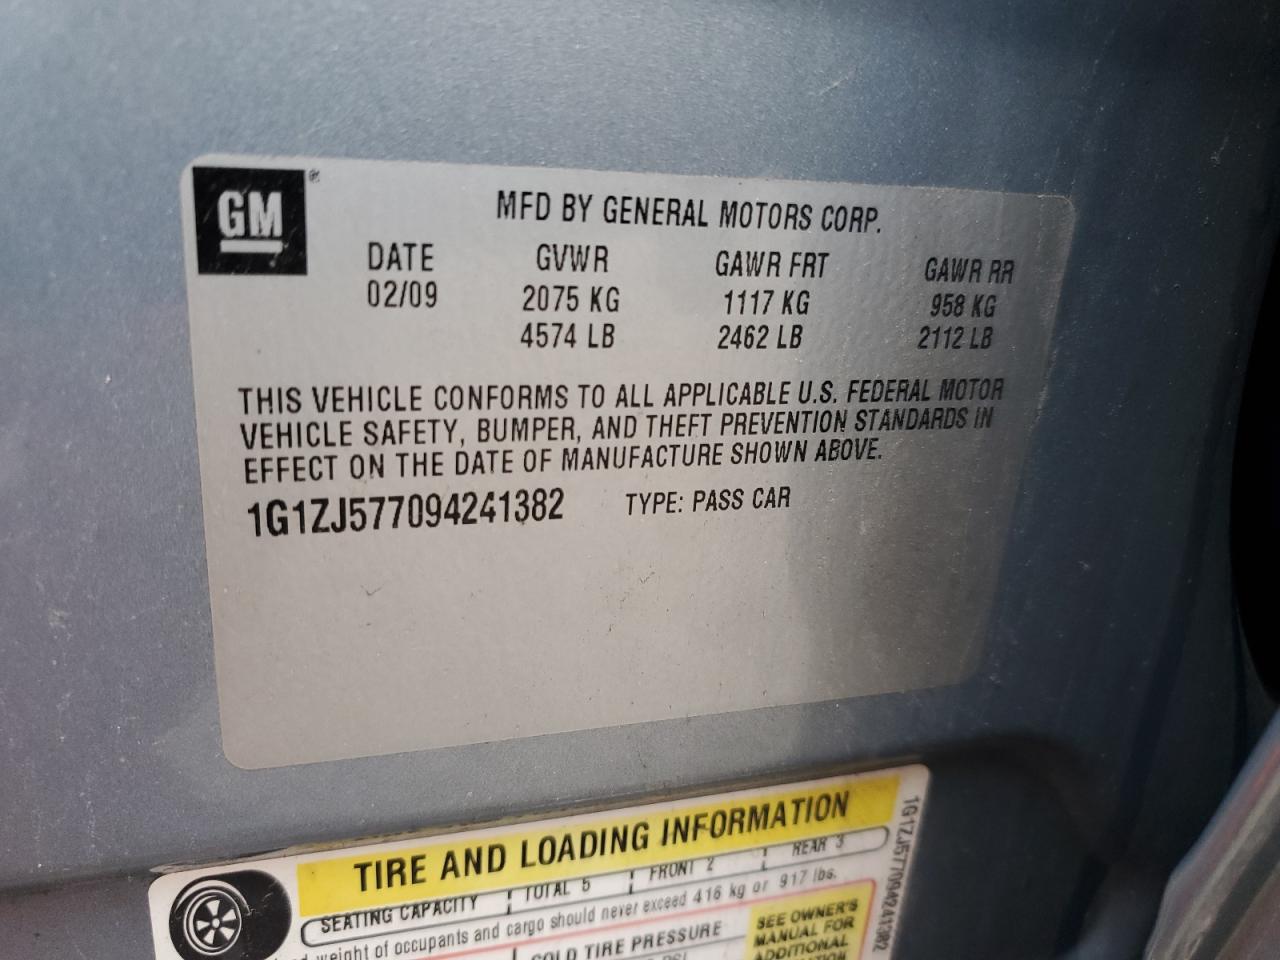 GM®
MFD BY GENERAL MOTORS CORP.
DATE GVWR GAWR FRT GAWR RR
02/09 2075 KG 1117 KG 958 KG
4574 LB 2462 LB 2112 LB
THIS VEHICLE CONFORMS TO ALL APPLICABLE U.S. FEDERAL MOTOR
VEHICLE SAFETY, BUMPER, AND THEFT PREVENTION STANDARDS IN
EFFECT ON THE DATE OF MANUFACTURE SHOWN ABOVE.
1G1ZJ577094241382 TYPE: PASS CAR
TIRE AND LOADING INFORMATION
SEATING CAPACITY TOTAL 5 FRONT 2 REAR 3
weight of occupants and cargo should never exceed 416 kg or 917 lbs.
COLD TIRE PRESSURE
SEE OWNER'S
MANUAL FOR
ADDITIONAL
1G1ZJ577094241382